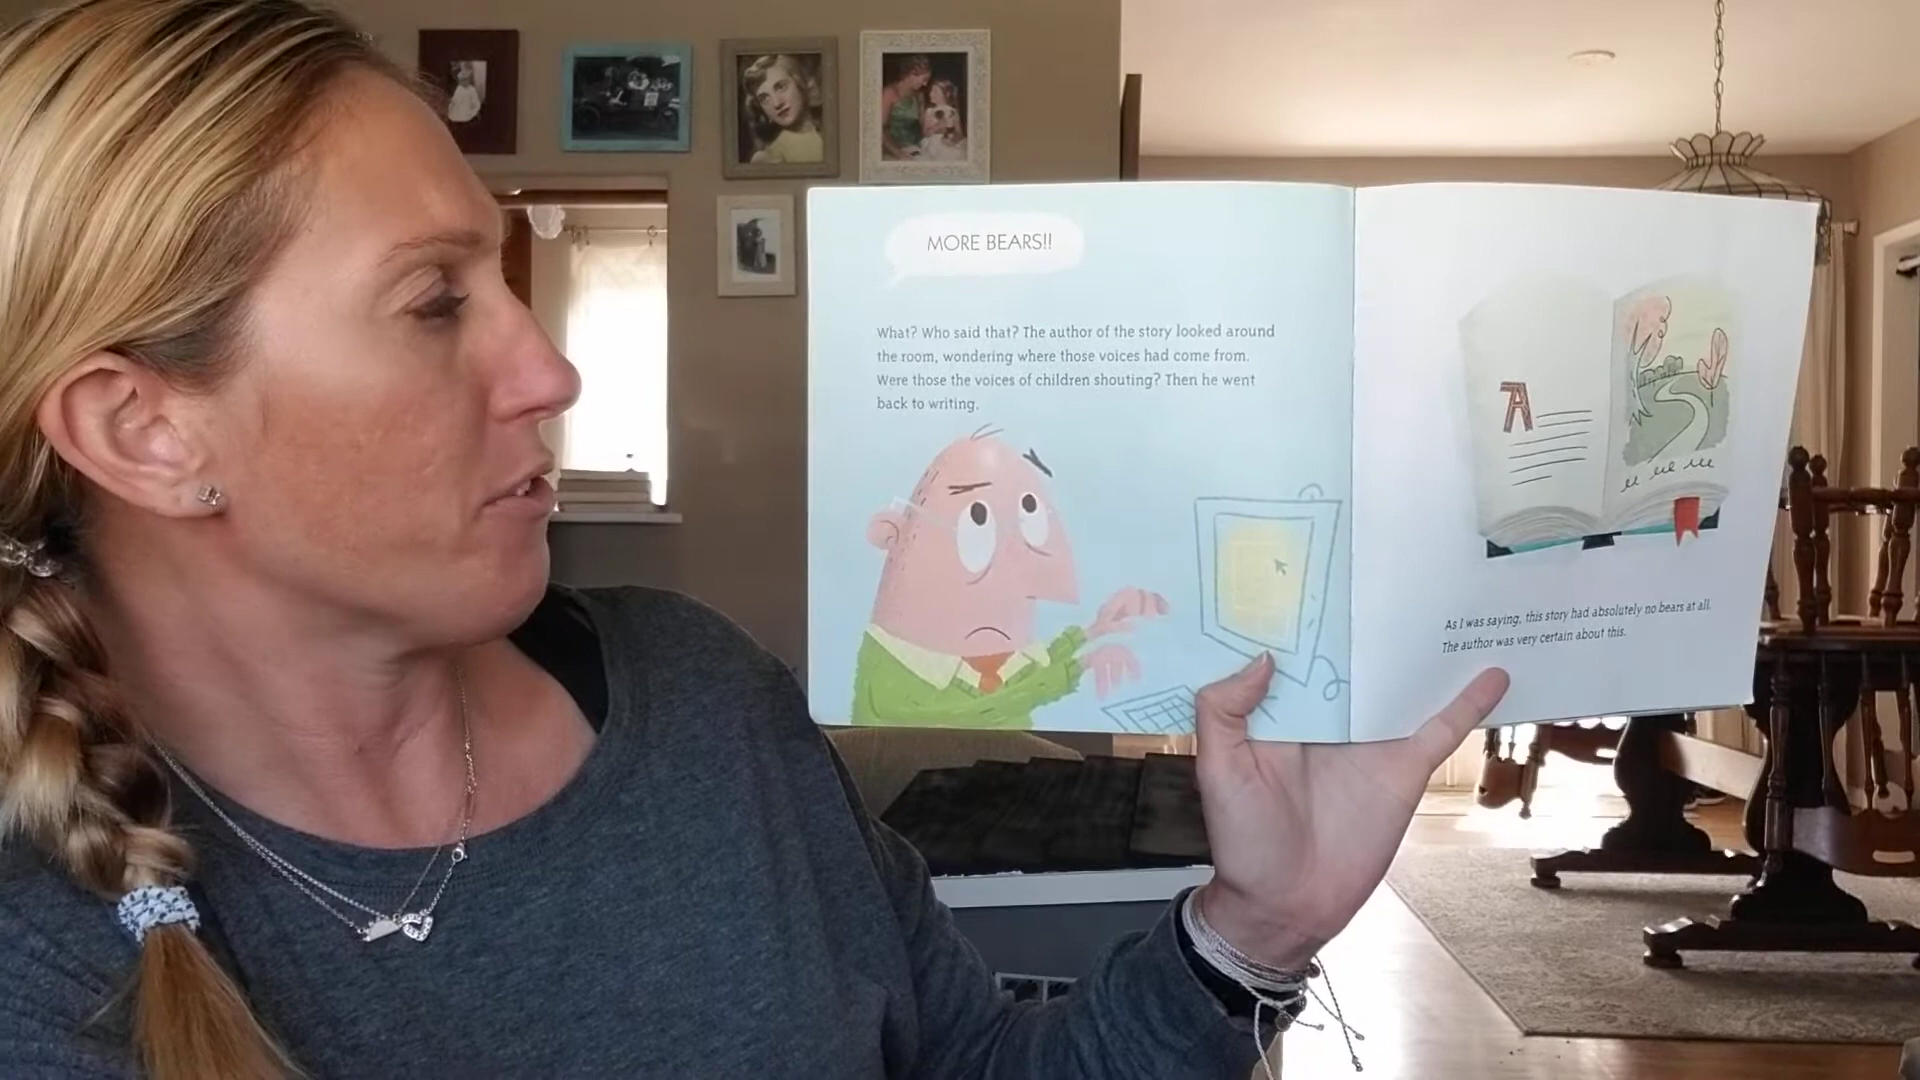 MORE BEARS!!
What? Who said that? The author of the story looked around
the room, wondering where those voices had come from.
Were those the voices of children shouting? Then he went
back to writing.
A
As I was saying, this story had absolutely no bears at all.
The author was very certain about this.